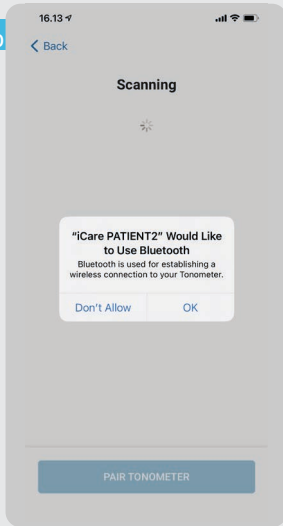 16.13
Back
Scanning
“iCare PATIENT2” Would Like
to Use Bluetooth
Bluetooth is used for establishing a
wireless connection to your Tonometer.
Don't Allow
OK
PAIR TONOMETER